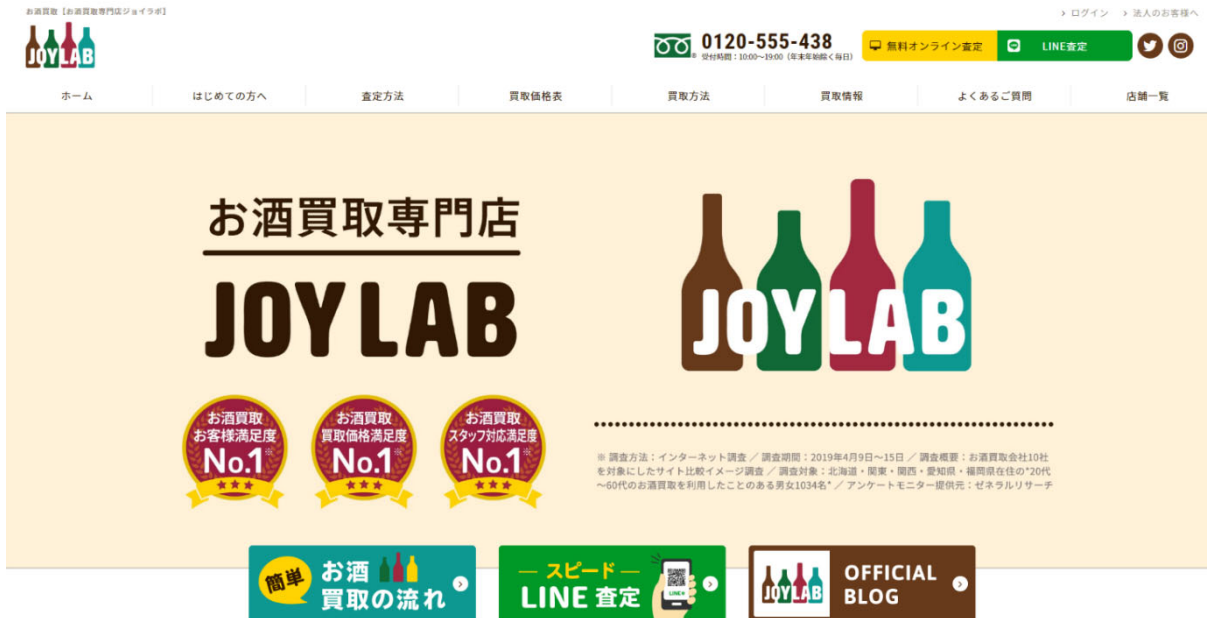 お酒買取【お酒買取専門店ジョイラボ】
> ログイン > 法人のお客様へ
JOYLAB
0120-555-438
受付時間:10:00~19:00(年末年始除く毎日)
無料オンライン査定
LINE査定
ホーム はじめての方へ 査定方法 買取価格表 買取方法 買取情報 よくあるご質問 店舗一覧
お酒買取専門店
JOYLAB
JOYLAB
お酒買取
お客様満足度
No.1※
お酒買取
買取価格満足度
No.1※
お酒買取
スタッフ対応満足度
No.1※
※ 調査方法:インターネット調査 ／ 調査期間:2019年4月9日~15日 ／ 調査概要:お酒買取会社10社
を対象にしたサイト比較イメージ調査 ／ 調査対象:北海道・関東・関西・愛知県・福岡県在住の"20代
~60代のお酒買取を利用したことのある男女1034名" ／ アンケートモニター提供元:ゼネラルリサーチ
簡単
お酒
買取の流れ
スピード
LINE 査定
LINE
JOYLAB
OFFICIAL
BLOG